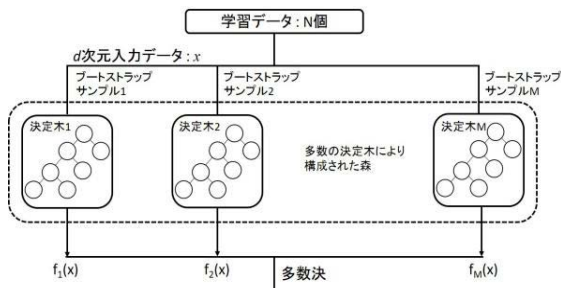 学習データ：N個
d次元入力データ：x
ブートストラップ
サンプル1
ブートストラップ
サンプル2
ブートストラップ
サンプルM
決定木1
決定木2
決定木M
多数の決定木により
構成された森
f1(x)
f2(x)
fM(x)
多数決